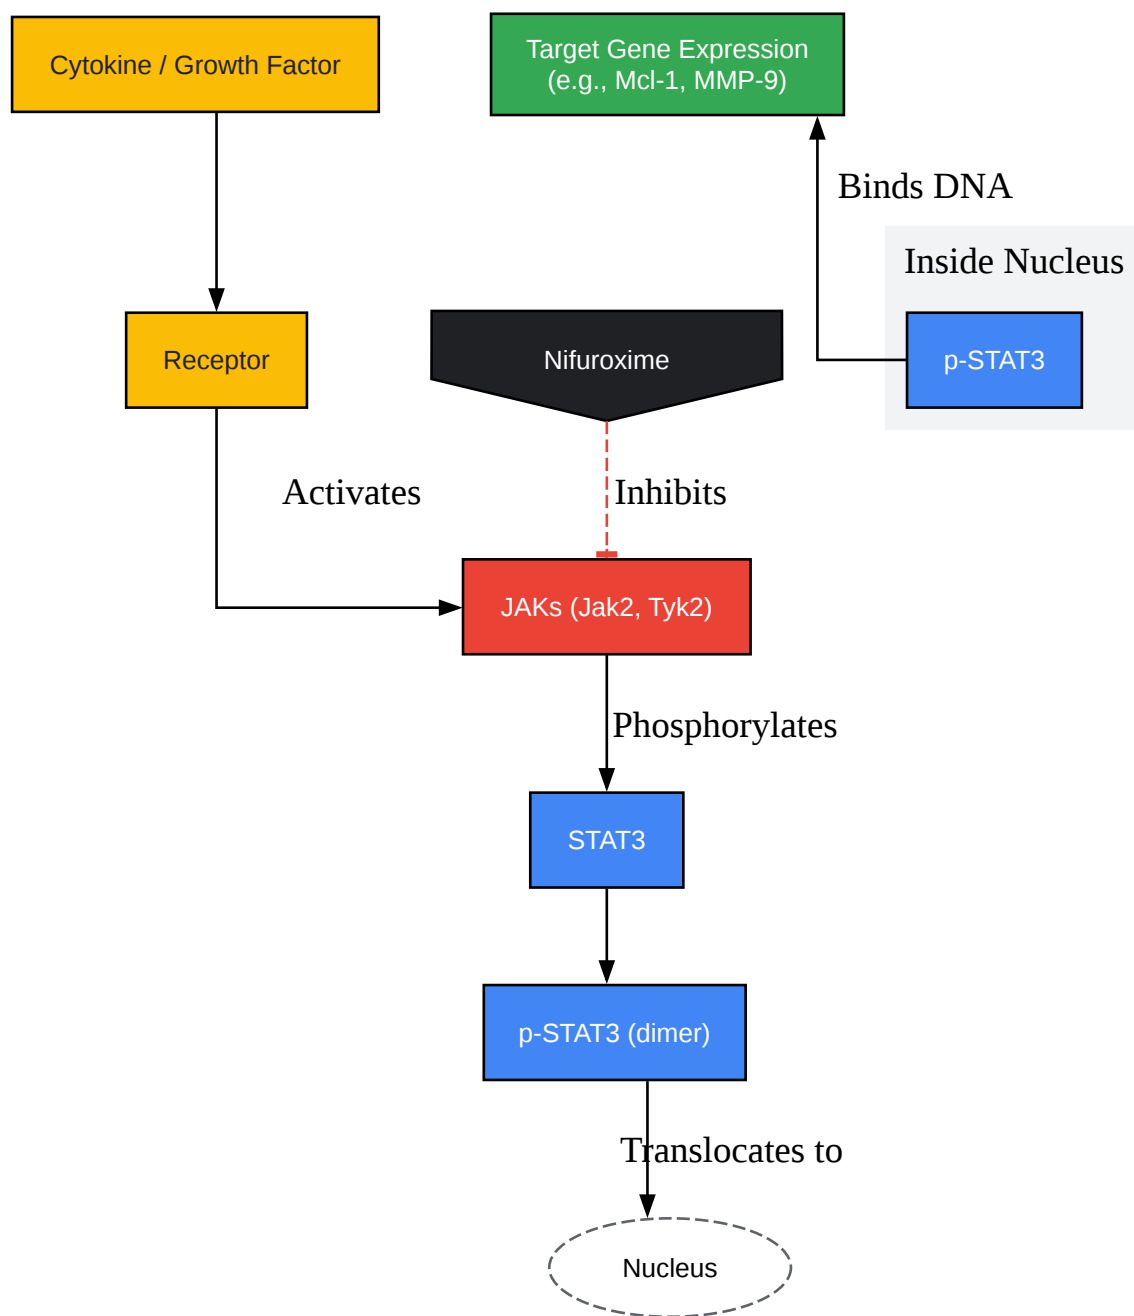 Cytokine / Growth Factor
Target Gene Expression
(e.g., Mcl-1, MMP-9)
Binds DNA
Inside Nucleus
Receptor
Nifuroxime
p-STAT3
Activates
Inhibits
JAKs (Jak2, Tyk2)
Phosphorylates
STAT3
p-STAT3 (dimer)
Translocates to
Nucleus